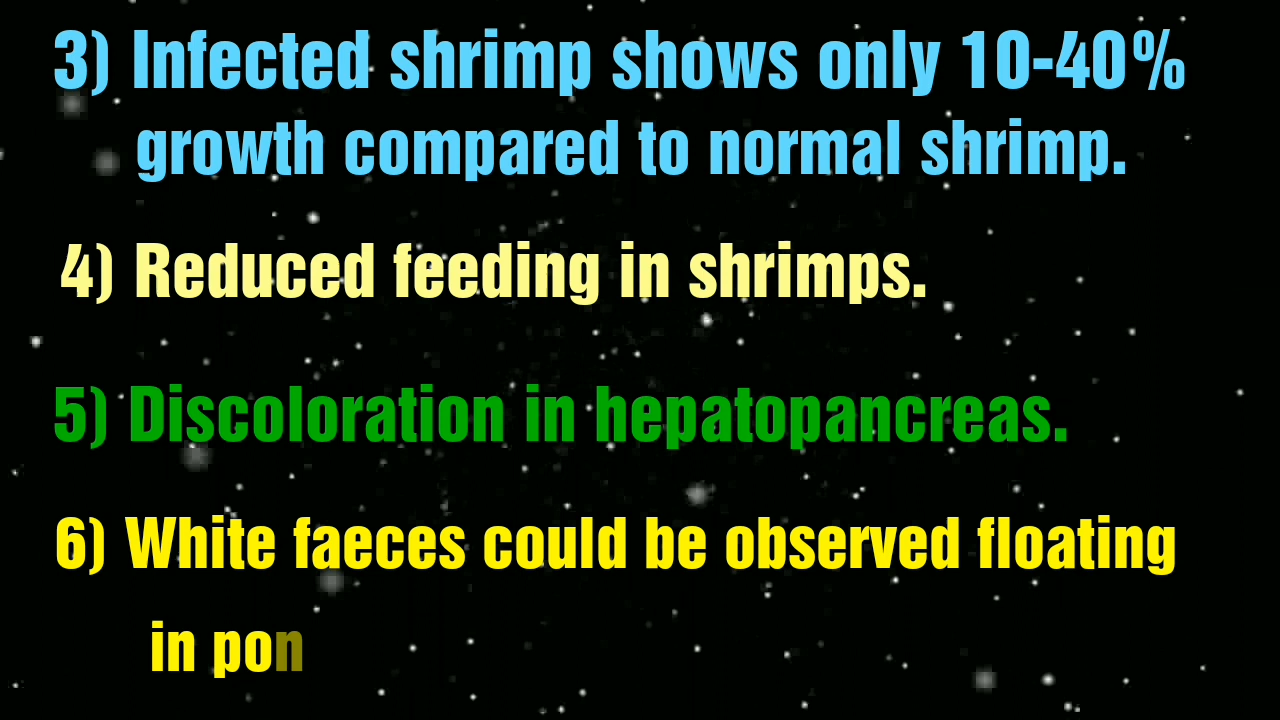 3) Infected shrimp shows only 10-40%
growth compared to normal shrimp.
4) Reduced feeding in shrimps.
5) Discoloration in hepatopancreas.
6) White faeces could be observed floating
in pon